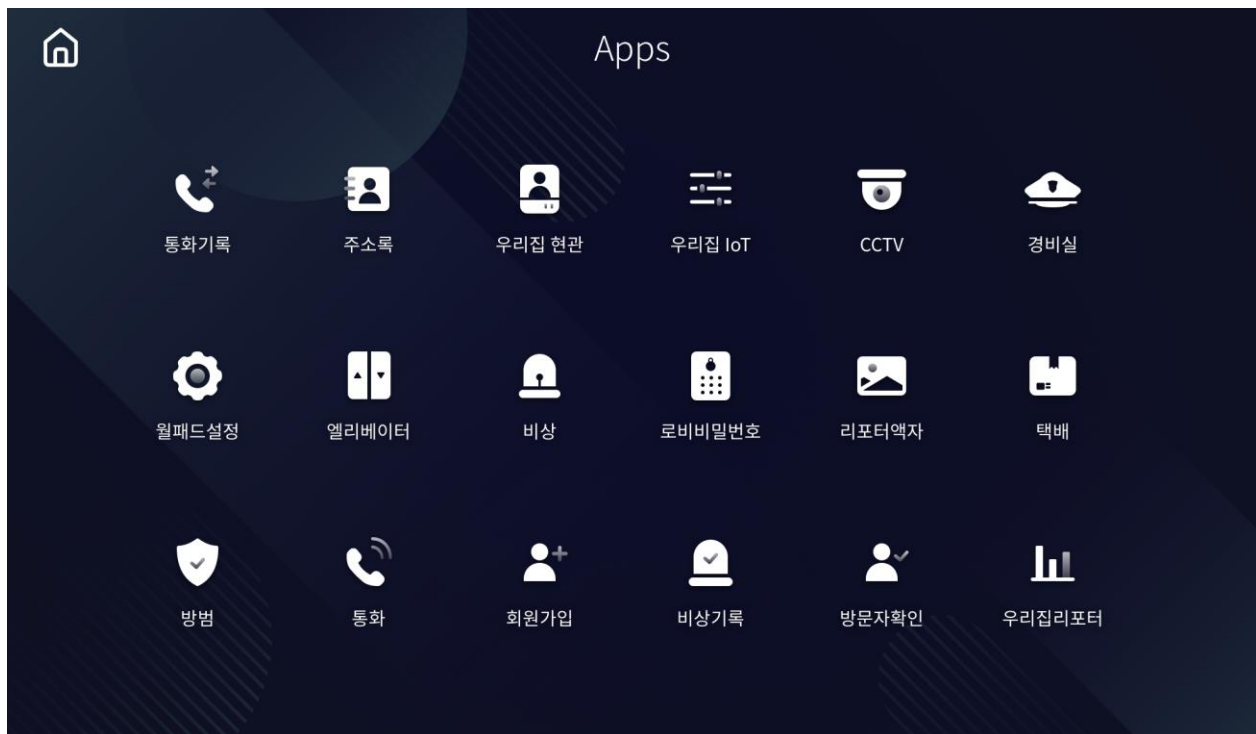 Apps
통화기록 주소록 우리집 현관 우리집 IoT CCTV 경비실
월패드설정 엘리베이터 비상 로비비밀번호 리포터액자 택배
방범 통화 회원가입 비상기록 방문자확인 우리집리포터